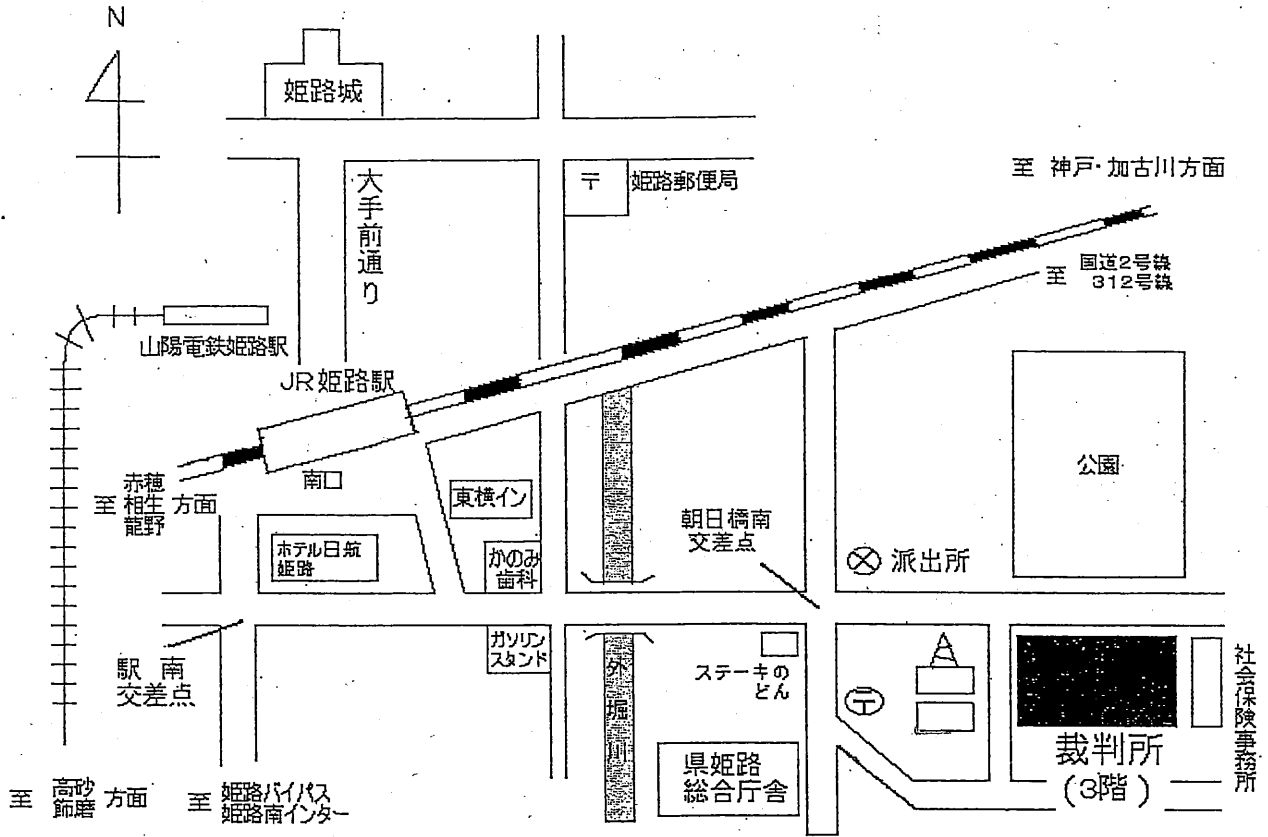 N
姫路城
大手前通り
〒
姫路郵便局
至 神戸・加古川方面
国道2号線
至 312号線
山陽電鉄姫路駅
JR姫路駅
南口
赤穂
至 相生 方面
龍野
東横イン
ホテル日航
姫路
かのみ
歯科
朝日橋南
交差点
公園
派出所
駅 南
交差点
ガソリン
スタンド
外堀川
ステーキの
どん
〒
県姫路
総合庁舎
裁判所
(3階)
社会保険事務所
至 高砂 方面
飾磨
至 姫路バイパス
姫路南インター